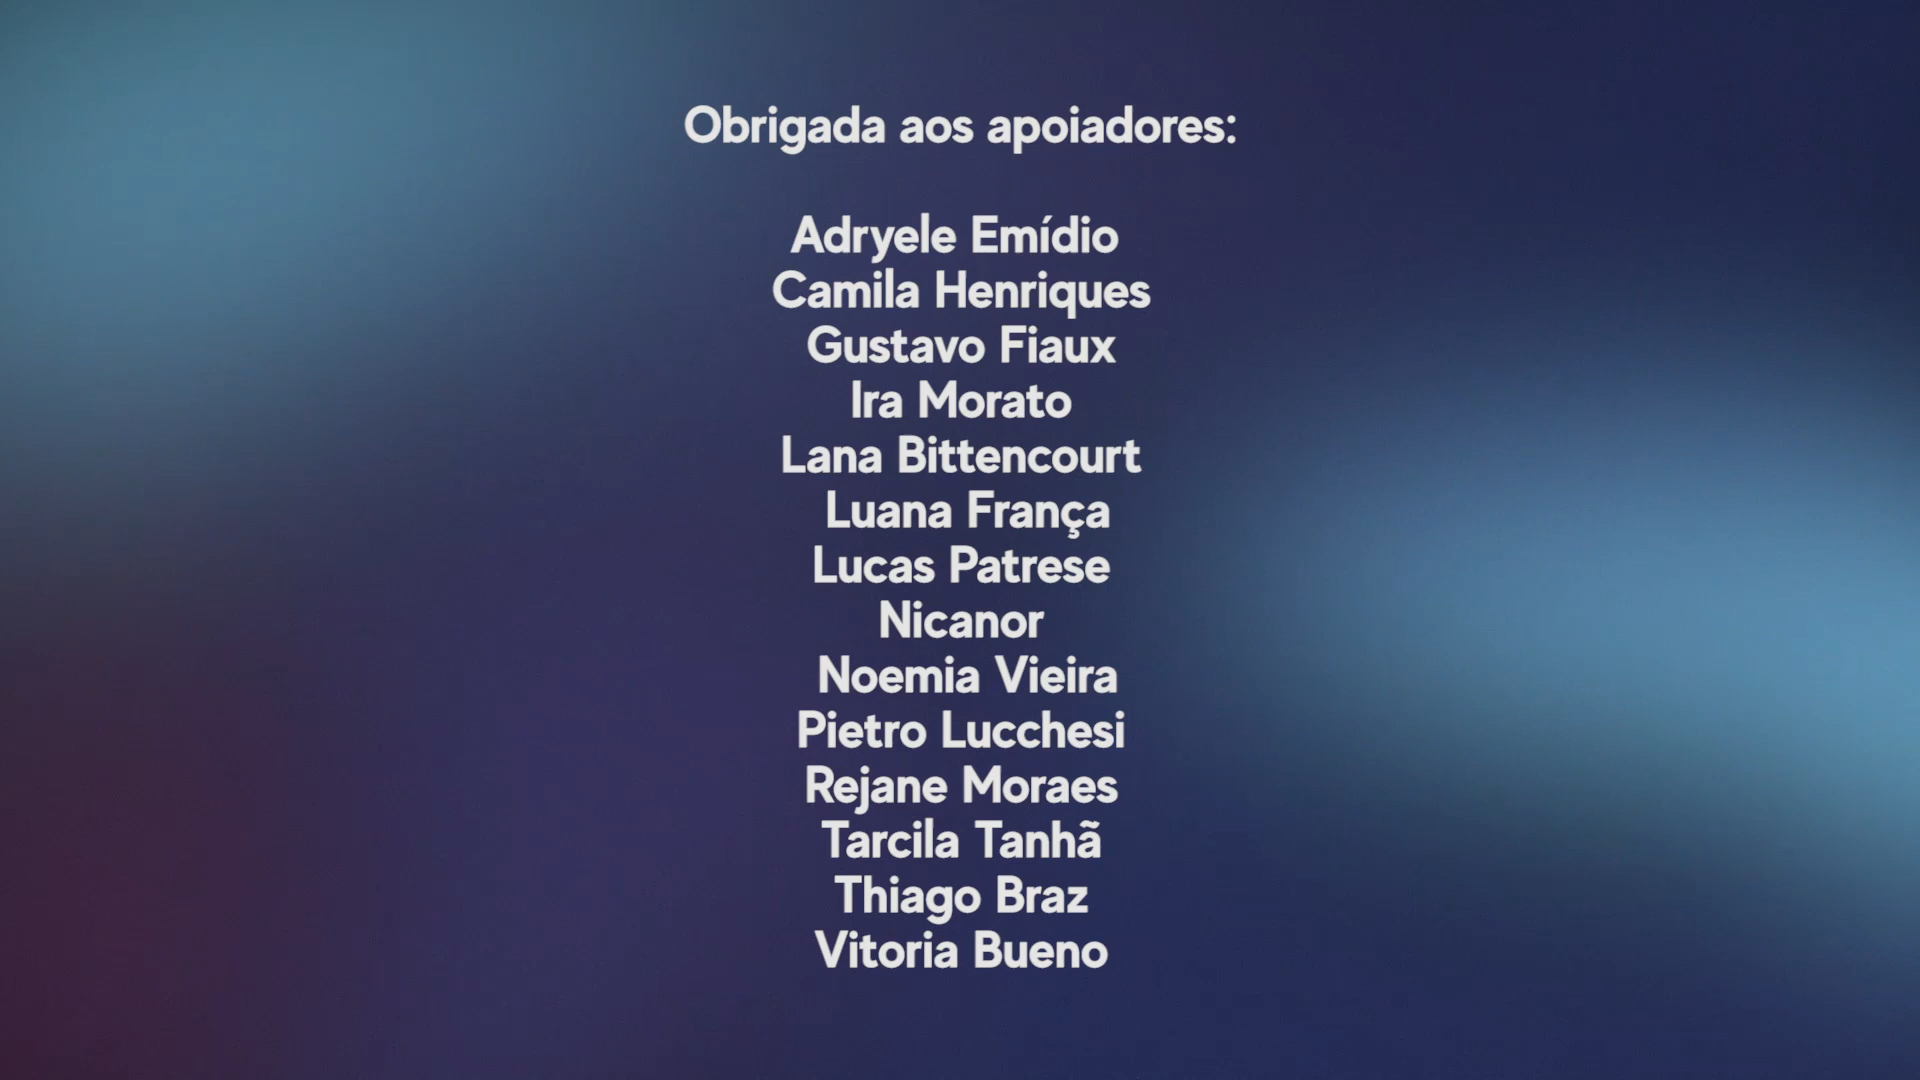 Obrigada aos apoiadores:
Adryele Emídio
Camila Henriques
Gustavo Fiaux
Ira Morato
Lana Bittencourt
Luana França
Lucas Patrese
Nicanor
Noemia Vieira
Pietro Lucchesi
Rejane Moraes
Tarcila Tanhã
Thiago Braz
Vitoria Bueno